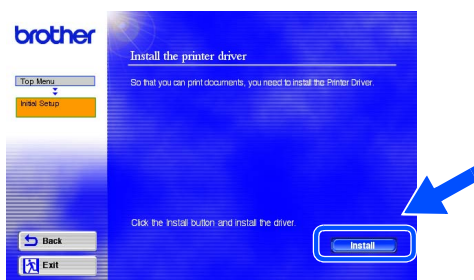 brother
Install the printer driver
Top Menu
So that you can print documents, you need to install the Printer Driver.
Initial Setup
Click the Install button and install the driver.
Back
Install
Exit